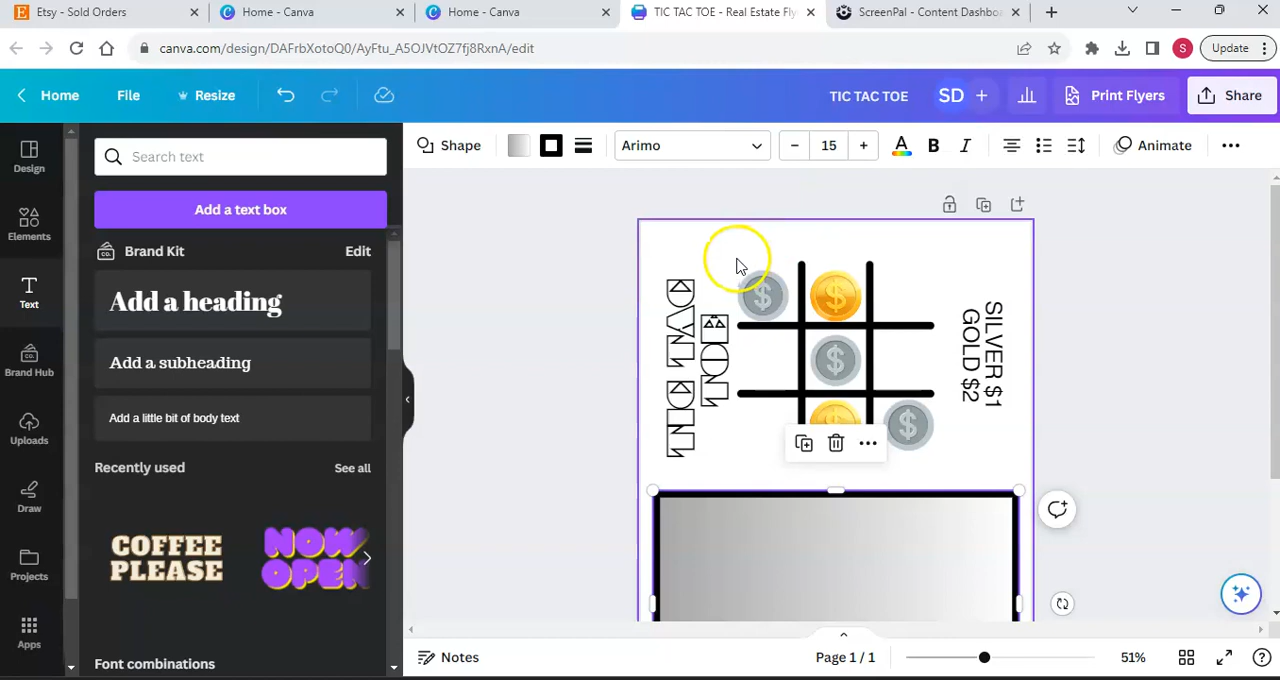 Etsy - Sold Orders
Home - Canva
Home - Canva
TIC TAC TOE - Real Estate Fly
ScreenPal - Content Dashbo
canva.com/design/DAFrbXotoQ0/AyFtu_A5OJVtOZ7fj8RxnA/edit
S
Update
Home
File
Resize
TIC TAC TOE
SD
Print Flyers
Share
Design
Elements
Text
Brand Hub
Uploads
Draw
Projects
Apps
Search text
Add a text box
CO.
Brand Kit
Edit
Add a heading
Add a subheading
Add a little bit of body text
Recently used
See all
COFFEE
PLEASE
NOW
OPEN
Font combinations
Shape
Arimo
15
A
B
I
Animate
SILVER $1
GOLD $2
Notes
Page 1 / 1
51%